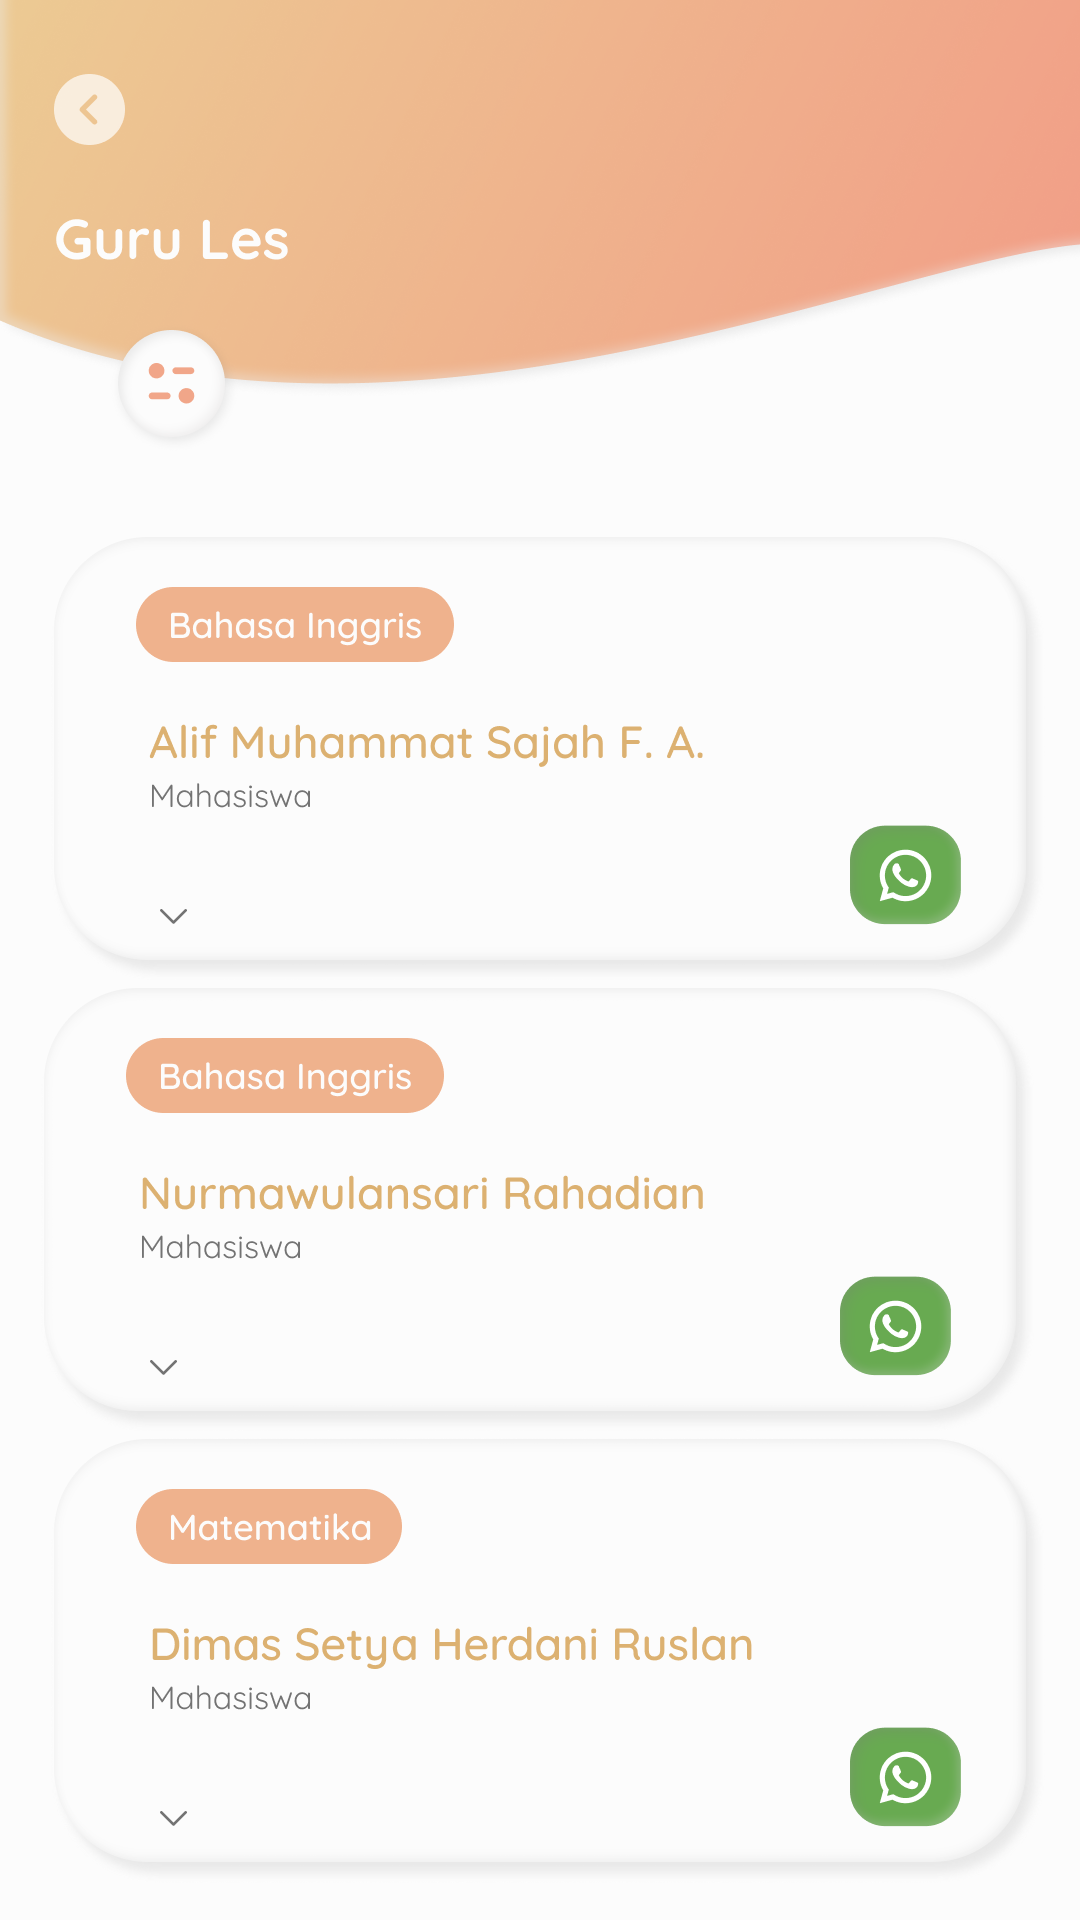 Guru Les
Bahasa Inggris
Alif Muhammat Sajah F. A.
Mahasiswa
Bahasa Inggris
Nurmawulansari Rahadian
Mahasiswa
Matematika
Dimas Setya Herdani Ruslan
Mahasiswa